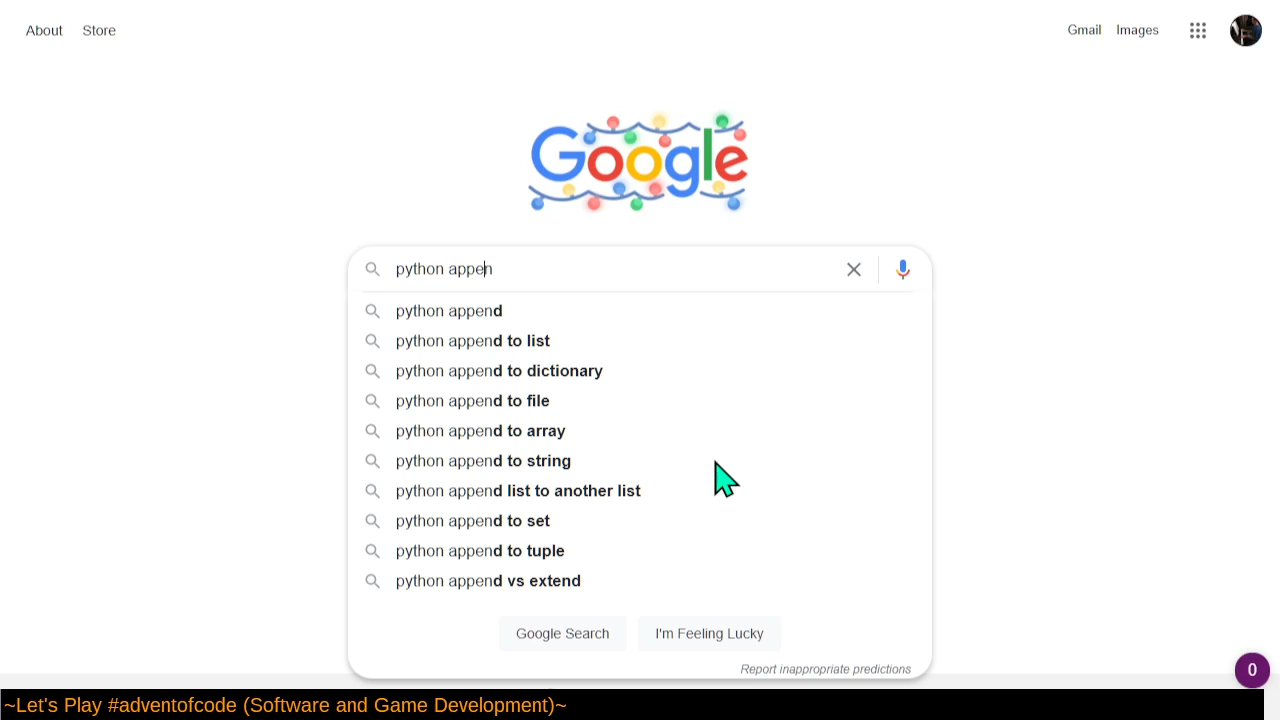 About Store
Gmail Images
Google
python appen
python append
python append to list
python append to dictionary
python append to file
python append to array
python append to string
python append list to another list
python append to set
python append to tuple
python append vs extend
Google Search I'm Feeling Lucky
Report inappropriate predictions
0
~Let's Play #adventofcode (Software and Game Development)~